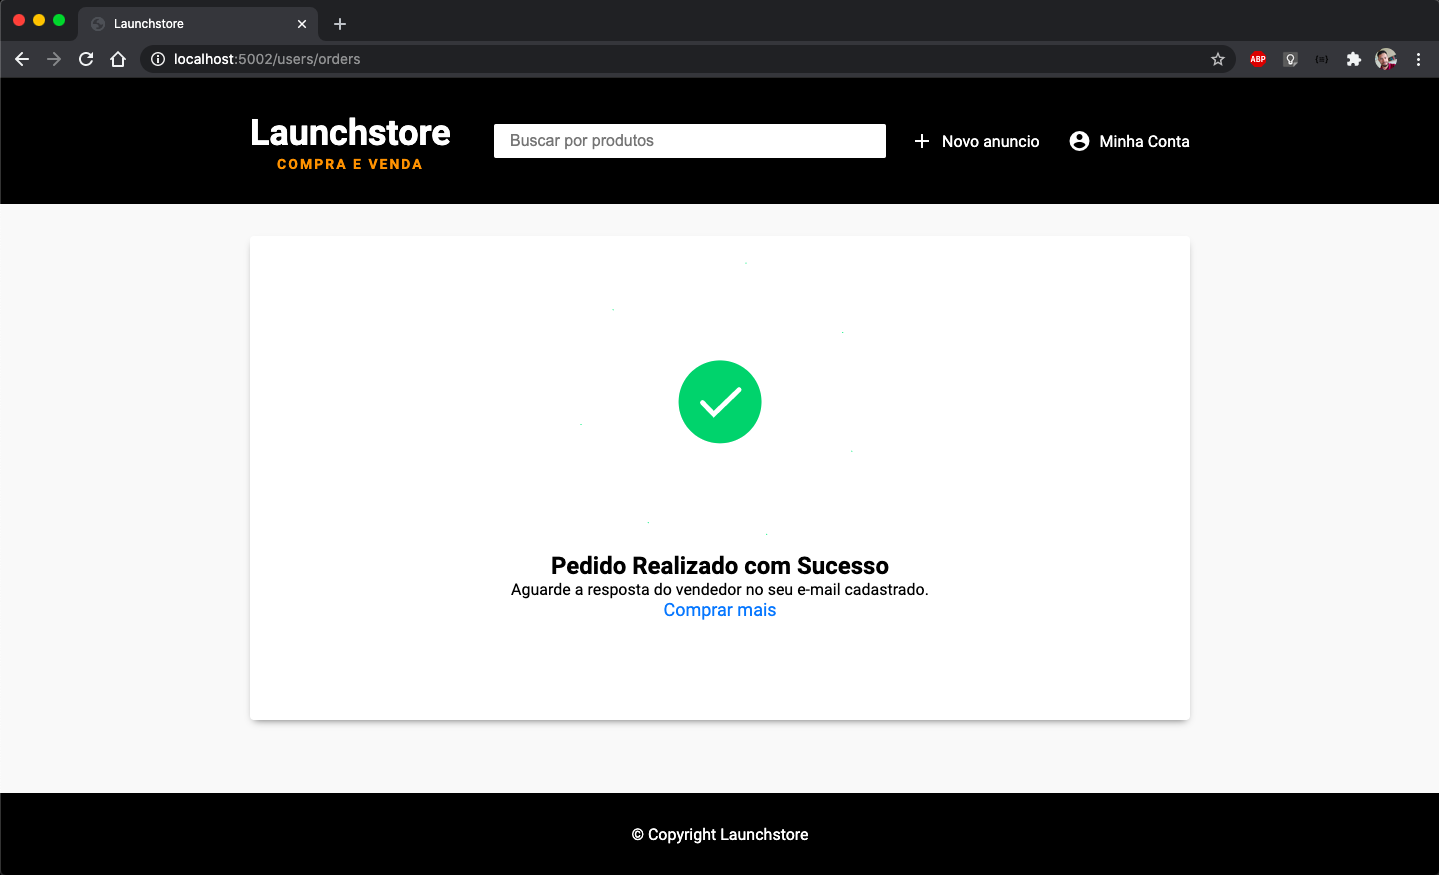 Launchstore
localhost:5002/users/orders
ABP
Launchstore
COMPRA E VENDA
Buscar por produtos
Novo anuncio
Minha Conta
Pedido Realizado com Sucesso
Aguarde a resposta do vendedor no seu e-mail cadastrado.
Comprar mais
© Copyright Launchstore